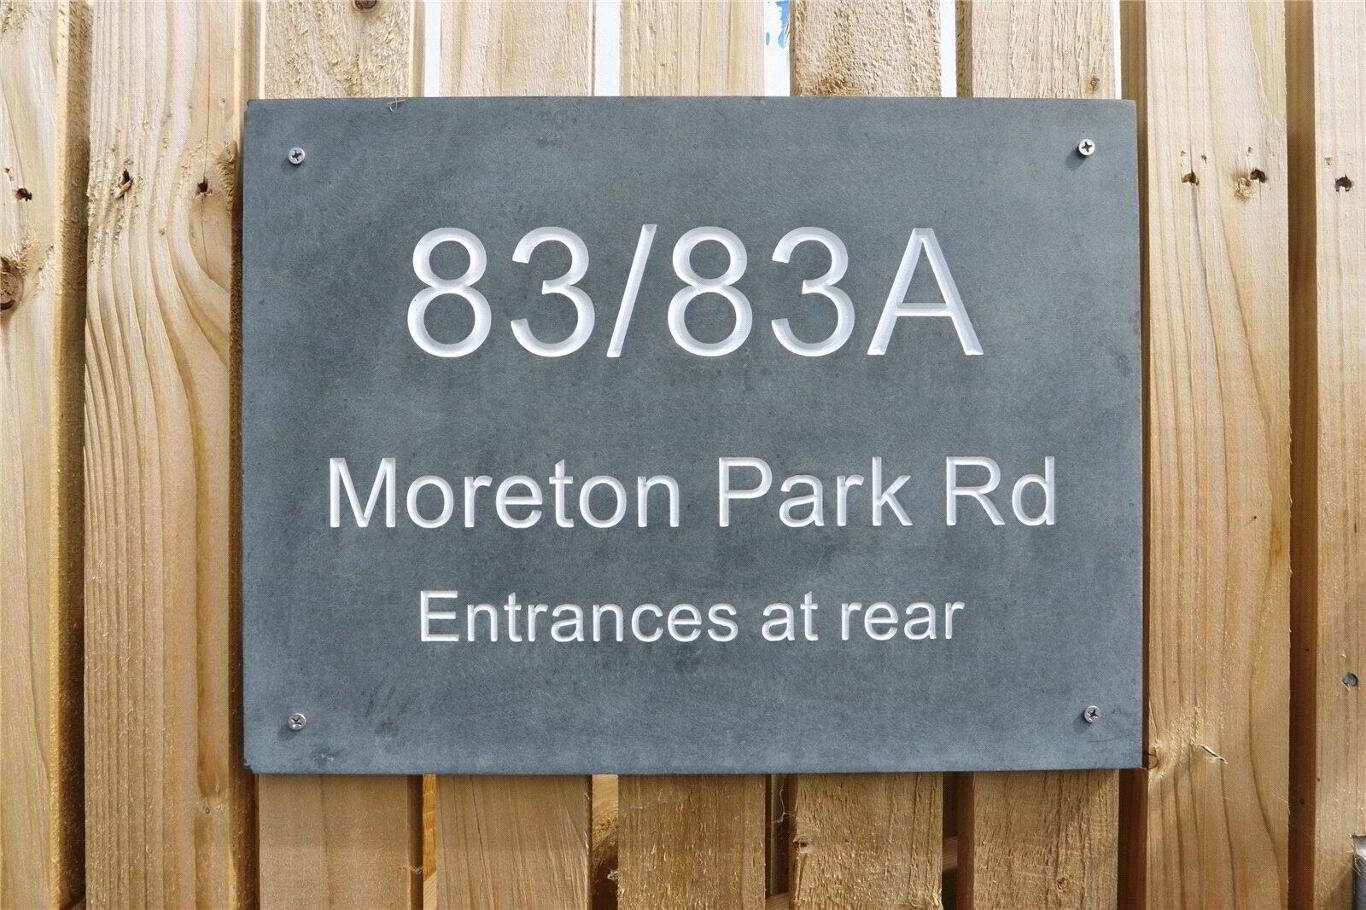 83/83A
Moreton Park Rd
Entrances at rear